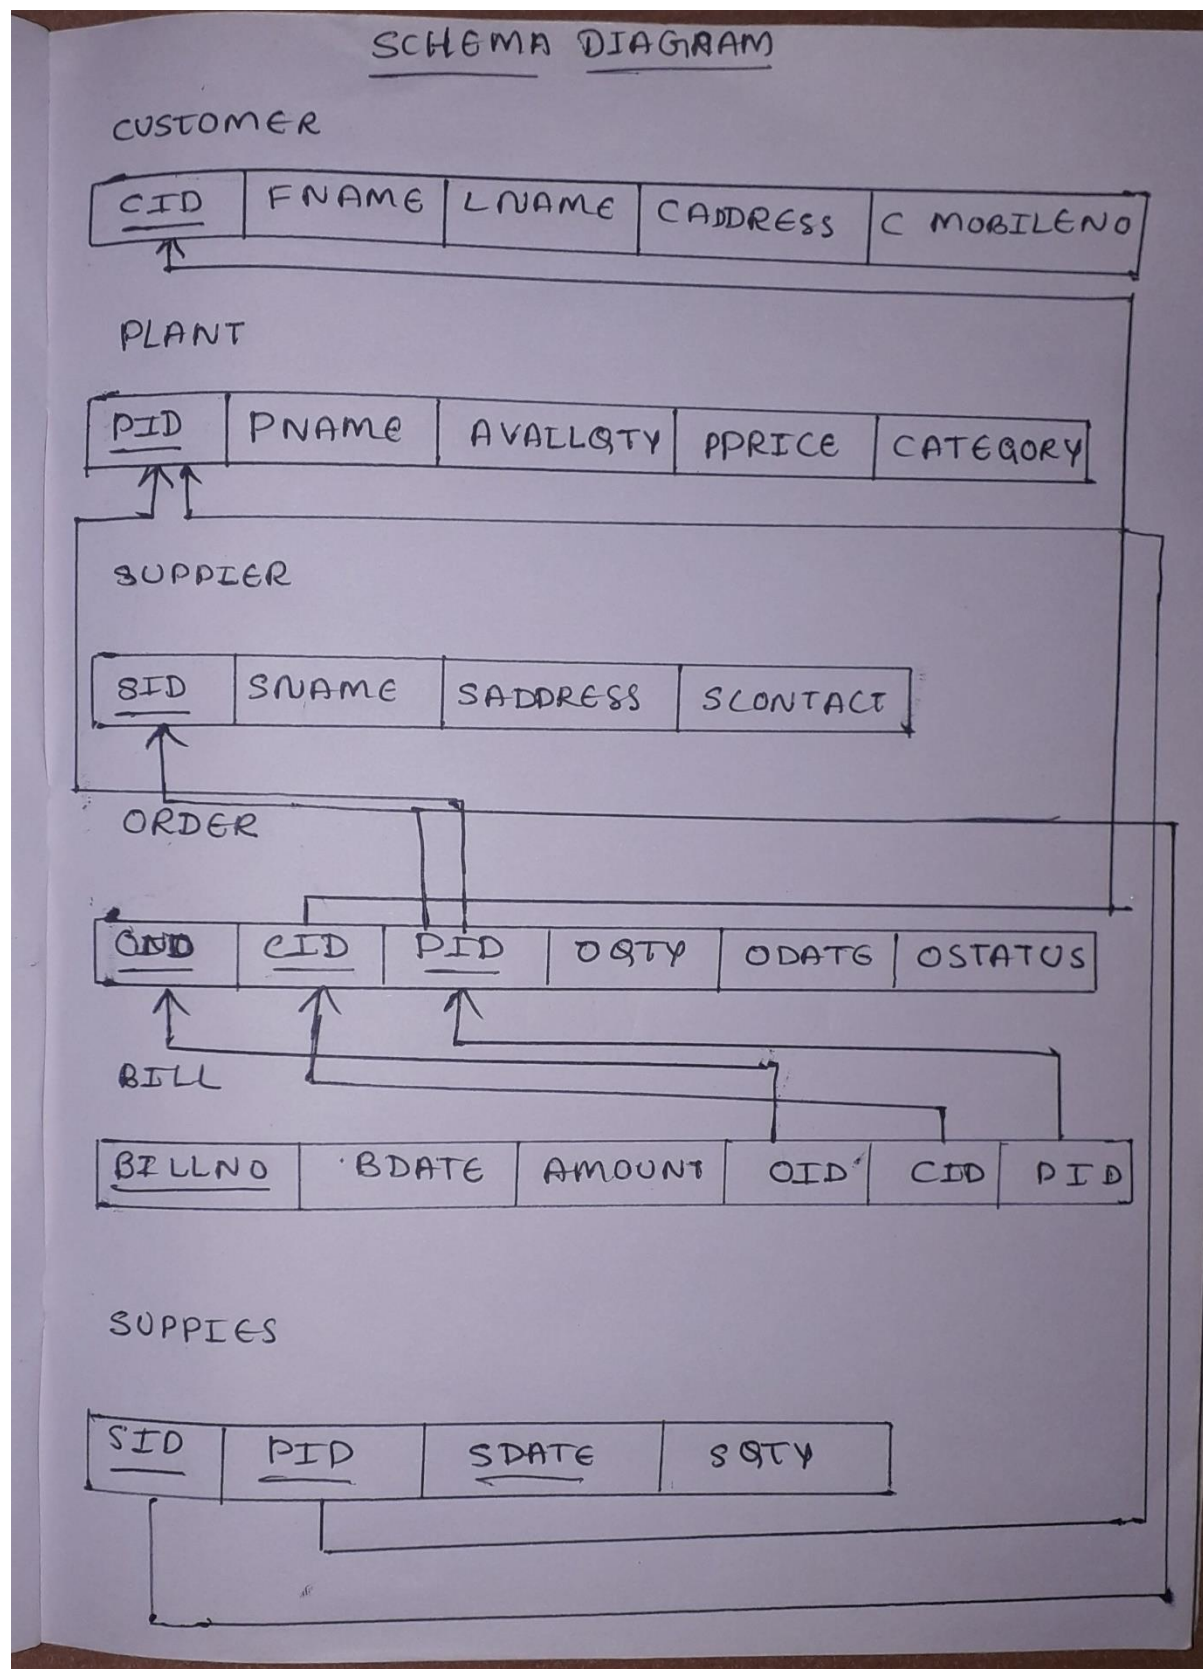 SCHEMA DIAGRAM
CUSTOMER
CID FNAME LNAME CADDRESS C MOBILENO
PLANT
PID PNAME AVAILQTY PPRICE CATEGORY
SUPPIER
SID SNAME SADDRESS SCONTACT
ORDER
CID PID OQTY ODATE OSTATUS
BILL
BILLNO BDATE AMOUNT OID CID PID
SUPPIES
SID PID SDATE SQTY